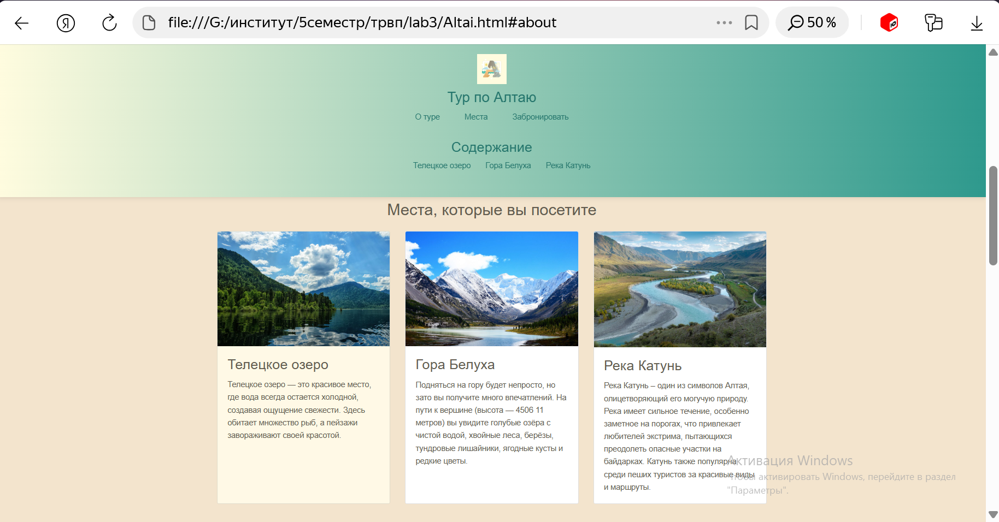 file:///G:/институт/5семестр/трвп/lab3/Altai.html#about
50 %
Тур по Алтаю
О туре Места Забронировать
Содержание
Телецкое озеро Гора Белуха Река Катунь
Места, которые вы посетите
Телецкое озеро
Телецкое озеро — это красивое место,
где вода всегда остается холодной,
создавая ощущение свежести. Здесь
обитает множество рыб, а пейзажи
завораживают своей красотой.
Гора Белуха
Подняться на гору будет непросто, но
зато вы получите много впечатлений. На
пути к вершине (высота — 4506 11
метров) вы увидите голубые озёра с
чистой водой, хвойные леса, берёзы,
тундровые лишайники, ягодные кусты и
редкие цветы.
Река Катунь
Река Катунь – один из символов Алтая,
олицетворяющий его могучую природу.
Река имеет сильное течение, особенно
заметное на порогах, что привлекает
любителей экстрима, пытающихся
преодолеть опасные участки на
байдарках. Катунь также популярна
среди пеших туристов за красивые виды
и маршруты.
Активация Windows
Чтобы активировать Windows, перейдите в раздел
"Параметры".